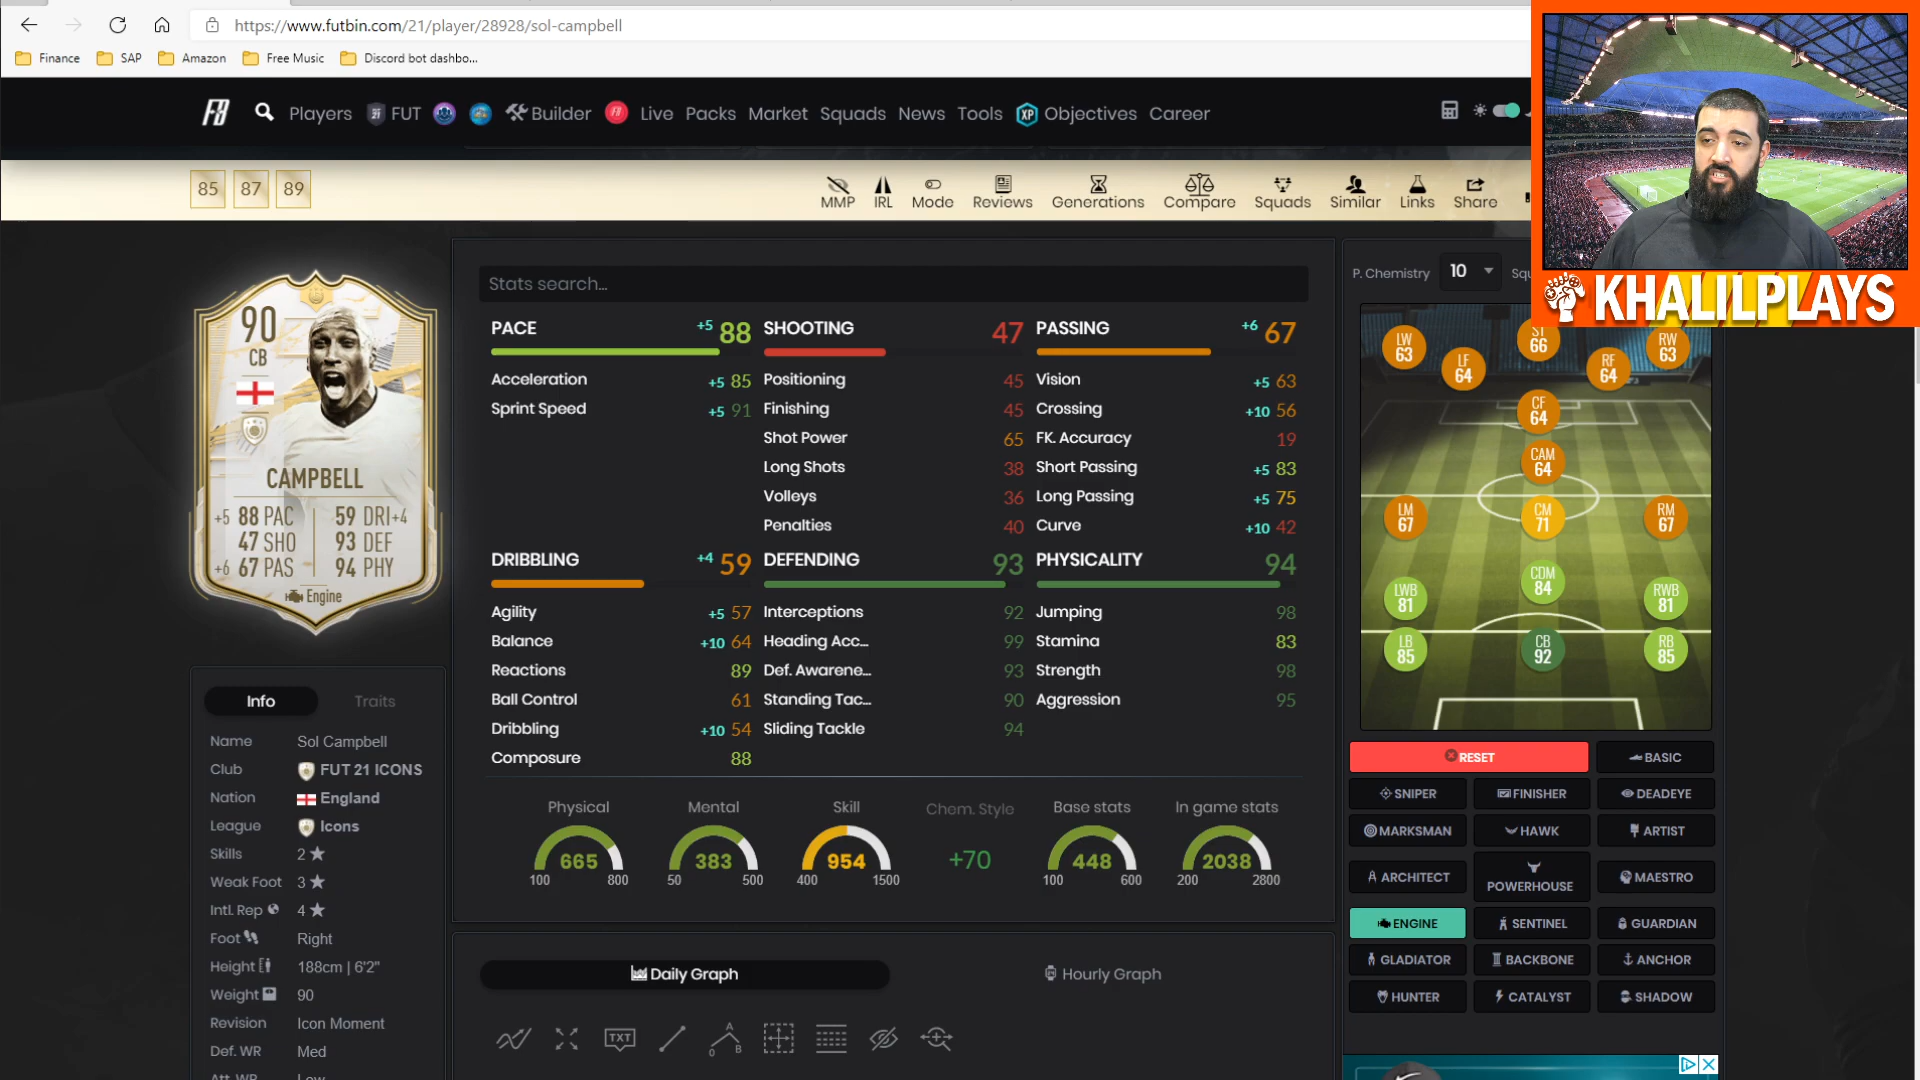 https://www.futbin.com/21/player/28928/sol-campbell
Finance SAP Amazon Free Music Discord bot dashbo...
Players FUT Builder Live Packs Market Squads News Tools XP Objectives Career
85 87 89
MMP IRL Mode Reviews Generations Compare Squads Similar Links Share
KHALILPLAYS
90
CB
CAMPBELL
+5 88 PAC 59 DRI+4
47 SHO 93 DEF
+6 67 PAS 94 PHY
Engine
Stats search...
PACE +5 88
Acceleration +5 85
Sprint Speed +5 91
SHOOTING 47
Positioning 45
Finishing 45
Shot Power 65
Long Shots 38
Volleys 36
Penalties 40
PASSING +6 67
Vision +5 63
Crossing +10 56
FK. Accuracy 19
Short Passing +5 83
Long Passing +5 75
Curve +10 42
DRIBBLING +4 59
Agility +5 57
Balance +10 64
Reactions 89
Ball Control 61
Dribbling +10 54
Composure 88
DEFENDING 93
Interceptions 92
Heading Acc... 99
Def. Awarene... 93
Standing Tac... 90
Sliding Tackle 94
PHYSICALITY 94
Jumping 98
Stamina 83
Strength 98
Aggression 95
Physical Mental Skill Chem. Style Base stats In game stats
665 383 954 +70 448 2038
100 800 50 500 400 1500 100 600 200 2800
Daily Graph Hourly Graph
TXT
Info Traits
Name Sol Campbell
Club FUT 21 ICONS
Nation England
League Icons
Skills 2
Weak Foot 3
Intl. Rep 4
Foot Right
Height 188cm | 6'2"
Weight 90
Revision Icon Moment
Def. WR Med
Att. WR Low
P. Chemistry 10
LW 63
ST 66
RW 63
LF 64
RF 64
CF 64
CAM 64
LM 67
CM 71
RM 67
CDM 84
LWB 81
RWB 81
LB 85
CB 92
RB 85
RESET BASIC
SNIPER FINISHER DEADEYE
MARKSMAN HAWK ARTIST
ARCHITECT POWERHOUSE MAESTRO
ENGINE SENTINEL GUARDIAN
GLADIATOR BACKBONE ANCHOR
HUNTER CATALYST SHADOW